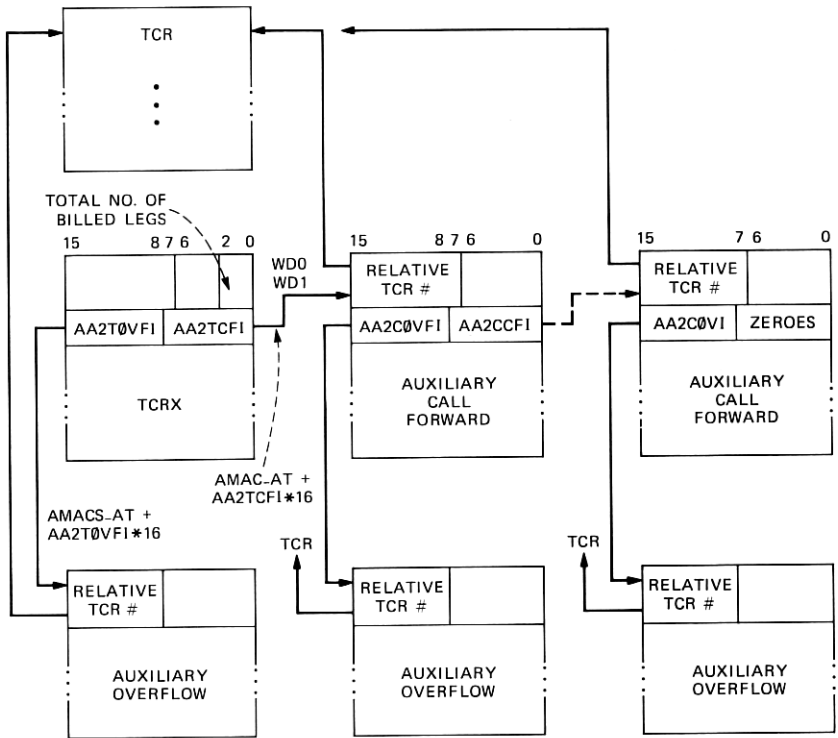 TCR
TOTAL NO. OF
BILLED LEGS
15 8 7 6 2 0
WD0
WD1
15 8 7 6 0
15 7 6 0
RELATIVE
TCR #
RELATIVE
TCR #
AA2TØVFI AA2TCFI
AA2CØVFI AA2CCFI
AA2CØVI ZEROES
TCRX
AUXILIARY
CALL
FORWARD
AUXILIARY
CALL
FORWARD
AMAC_AT +
AA2TCFI*16
AMACS_AT +
AA2TØVFI*16
TCR
TCR
RELATIVE
TCR #
RELATIVE
TCR #
RELATIVE
TCR #
AUXILIARY
OVERFLOW
AUXILIARY
OVERFLOW
AUXILIARY
OVERFLOW